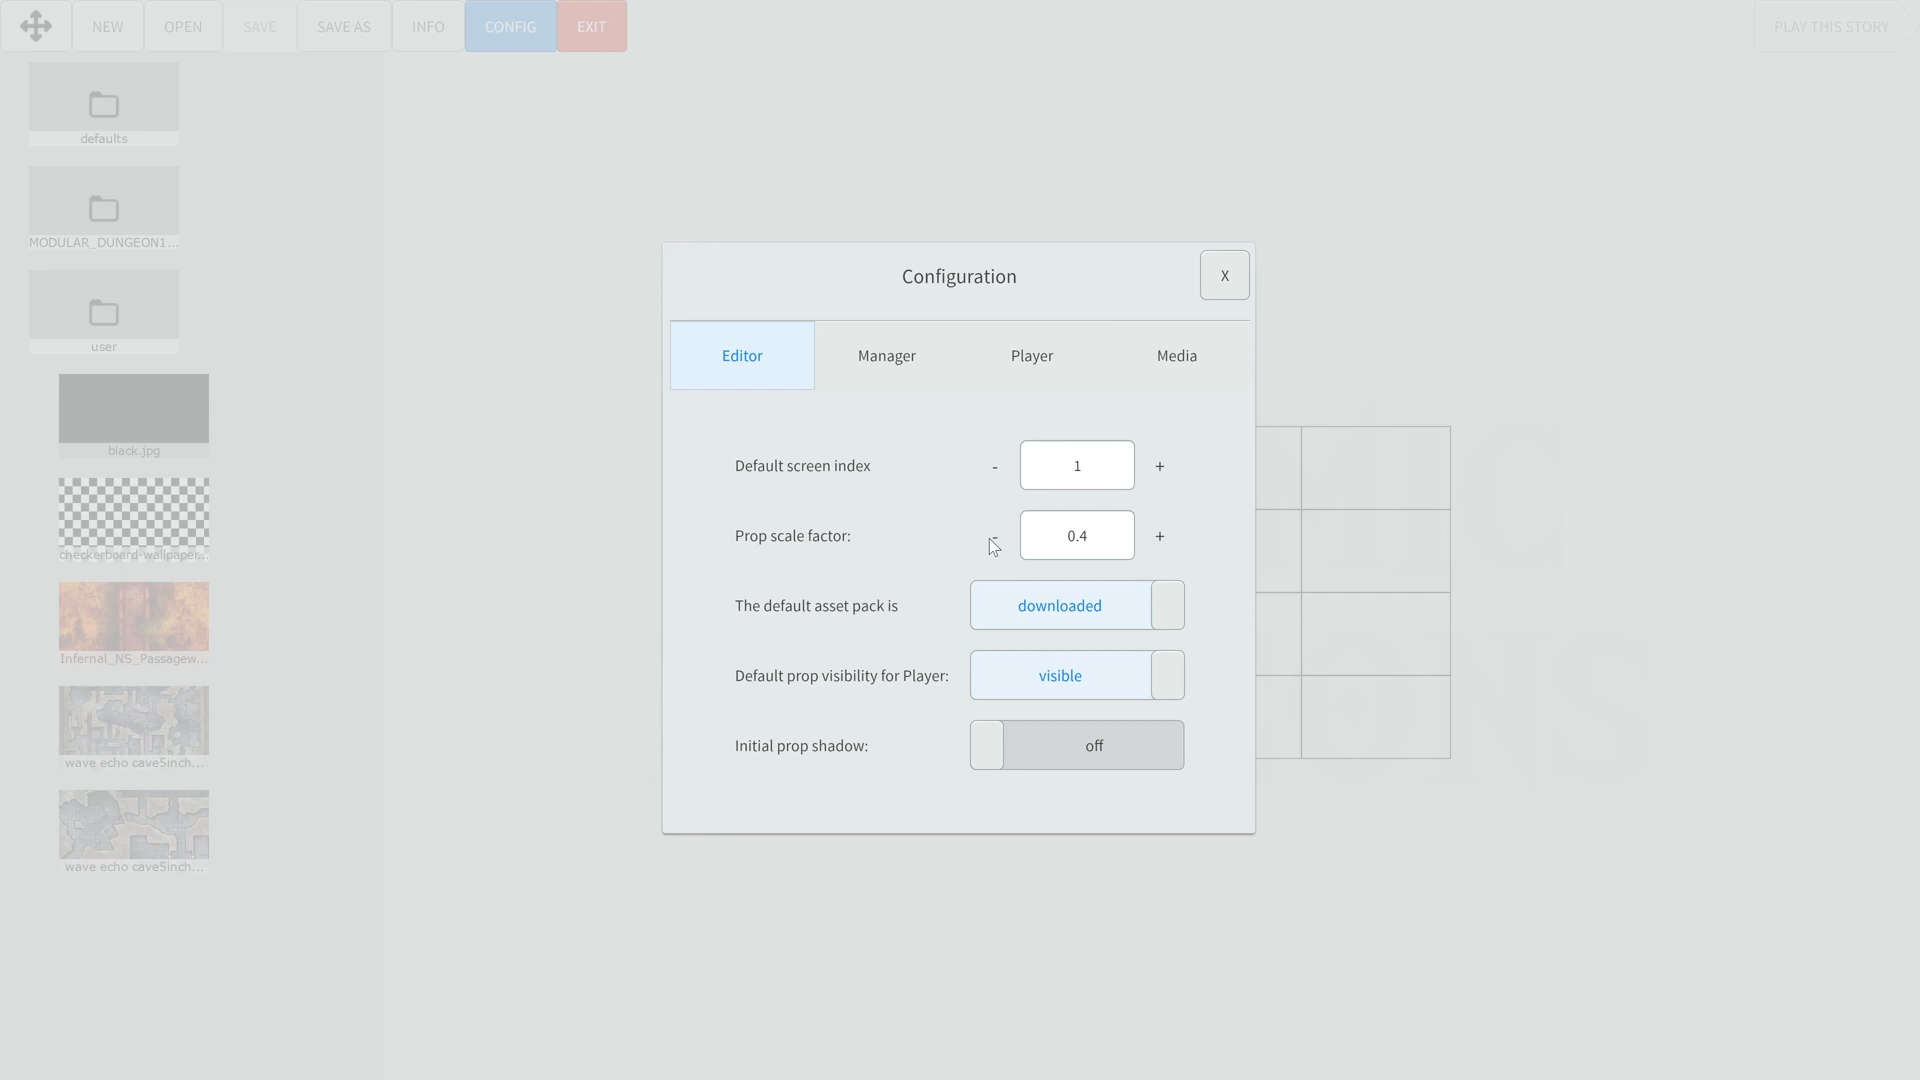 NEW OPEN SAVE SAVE AS INFO CONFIG EXIT PLAY THIS STORY
defaults
MODULAR_DUNGEON1...
user
black.jpg
checkerboard-wallpaper...
Infernal_NS_Passagew...
wave echo cave5inch...
wave echo cave5inch...
Configuration X
Editor Manager Player Media
Default screen index - 1 +
Prop scale factor: - 0.4 +
The default asset pack is downloaded
Default prop visibility for Player: visible
Initial prop shadow: off